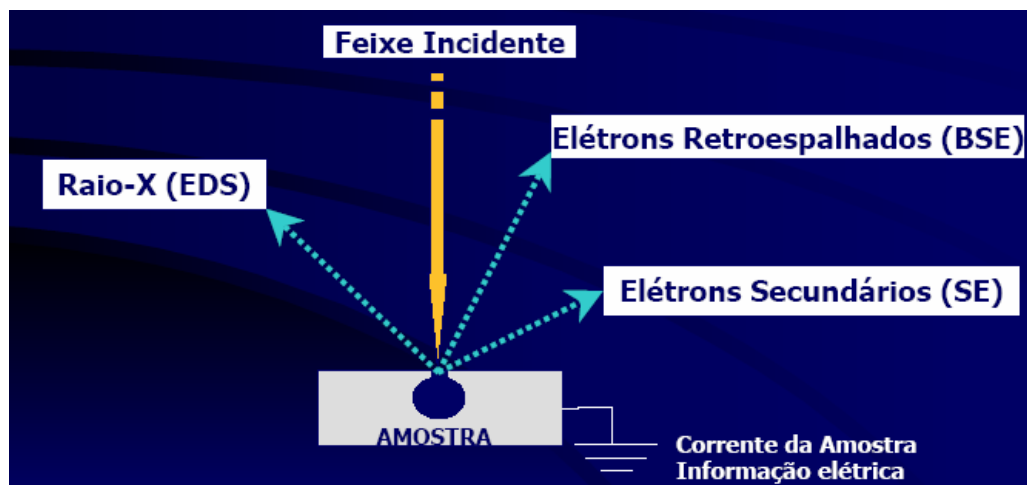 Feixe Incidente
Elétrons Retroespalhados (BSE)
Raio-X (EDS)
Elétrons Secundários (SE)
AMOSTRA
Corrente da Amostra
Informação elétrica